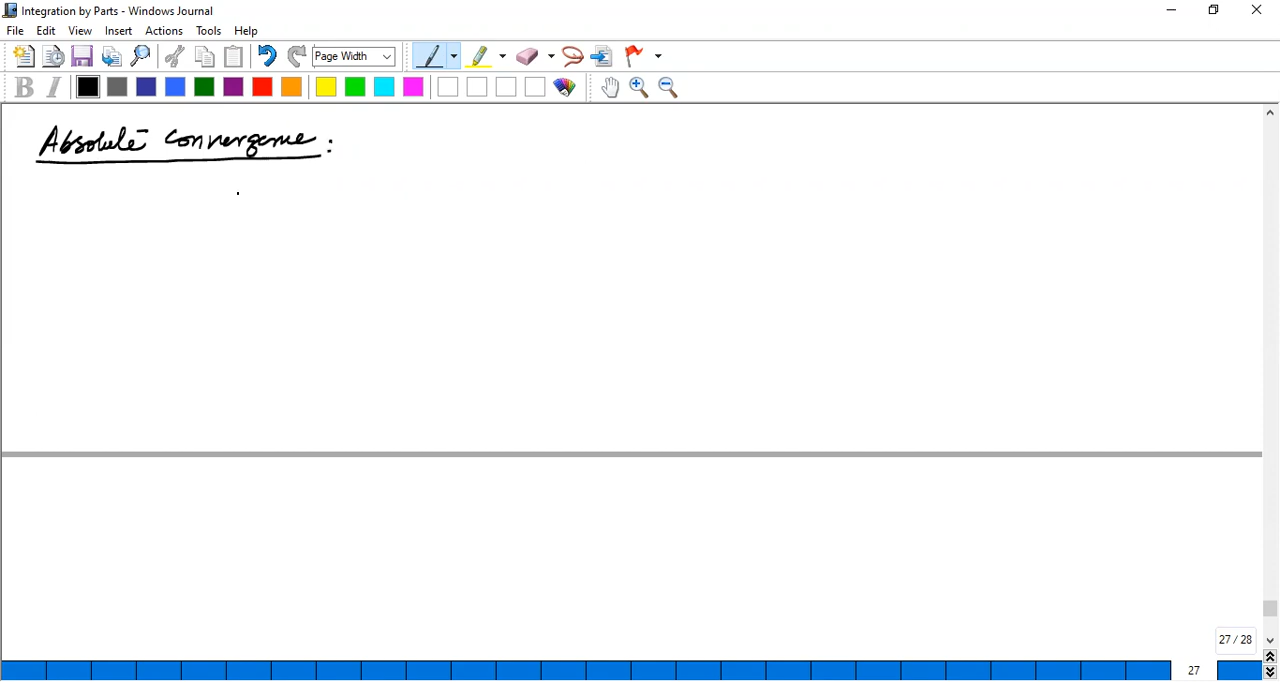 Integration by Parts - Windows Journal
File Edit View Insert Actions Tools Help
Page Width
B I
Absolute Convergence :
27 / 28
27